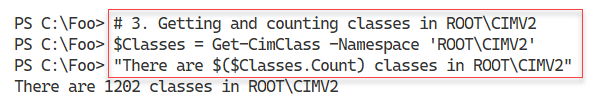 PS C:\Foo> # 3. Getting and counting classes in ROOT\CIMV2
PS C:\Foo> $Classes = Get-CimClass -Namespace 'ROOT\CIMV2'
PS C:\Foo> "There are $($Classes.Count) classes in ROOT\CIMV2"
There are 1202 classes in ROOT\CIMV2